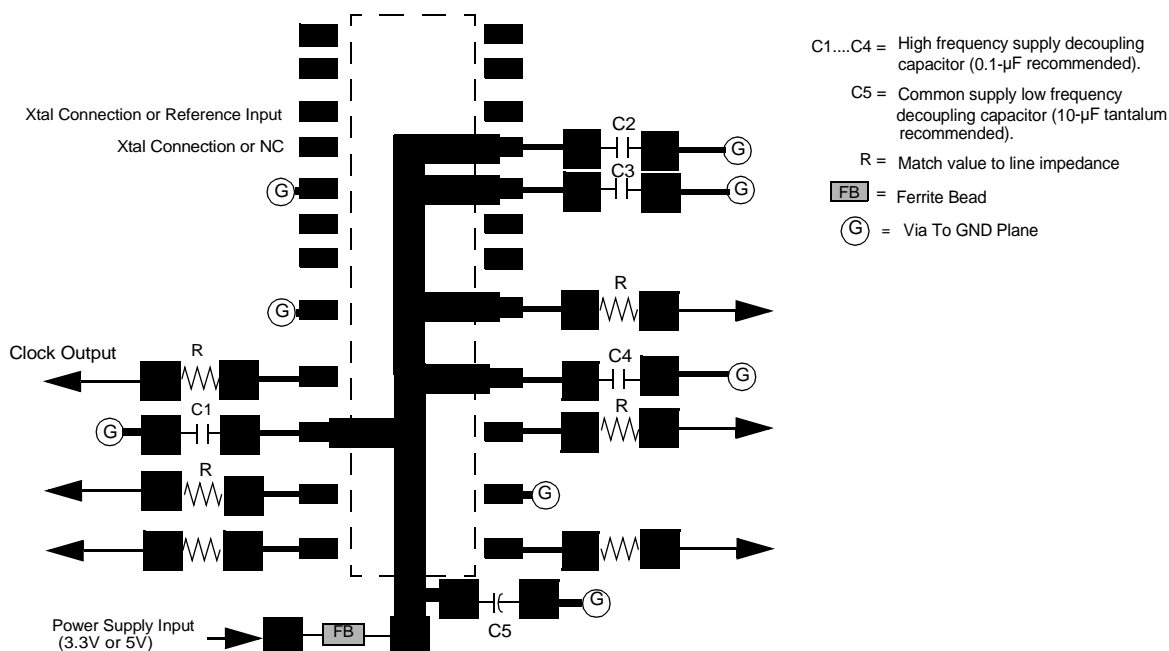 C1....C4 = High frequency supply decoupling
capacitor (0.1-µF recommended).
C5 = Common supply low frequency
decoupling capacitor (10-µF tantalum
recommended).
R = Match value to line impedance
FB = Ferrite Bead
G = Via To GND Plane
Xtal Connection or Reference Input
Xtal Connection or NC
C2
G
C3
G
G
R
G
Clock Output
R
C4
G
C1
G
R
R
G
G
C5
Power Supply Input
(3.3V or 5V)
FB